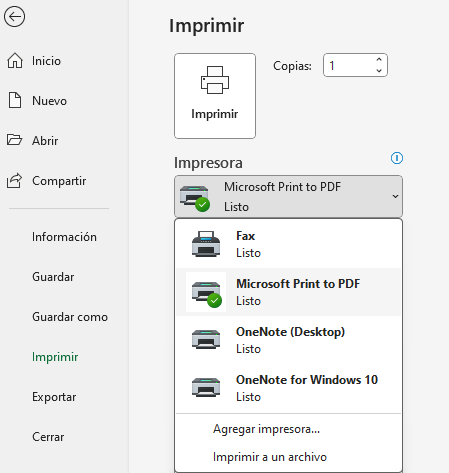 Imprimir
Inicio
Nuevo
Abrir
Compartir
Información
Guardar
Guardar como
Imprimir
Exportar
Cerrar
Imprimir
Copias: 1
Impresora
Microsoft Print to PDF
Listo
Fax
Listo
Microsoft Print to PDF
Listo
OneNote (Desktop)
Listo
OneNote for Windows 10
Listo
Agregar impresora...
Imprimir a un archivo